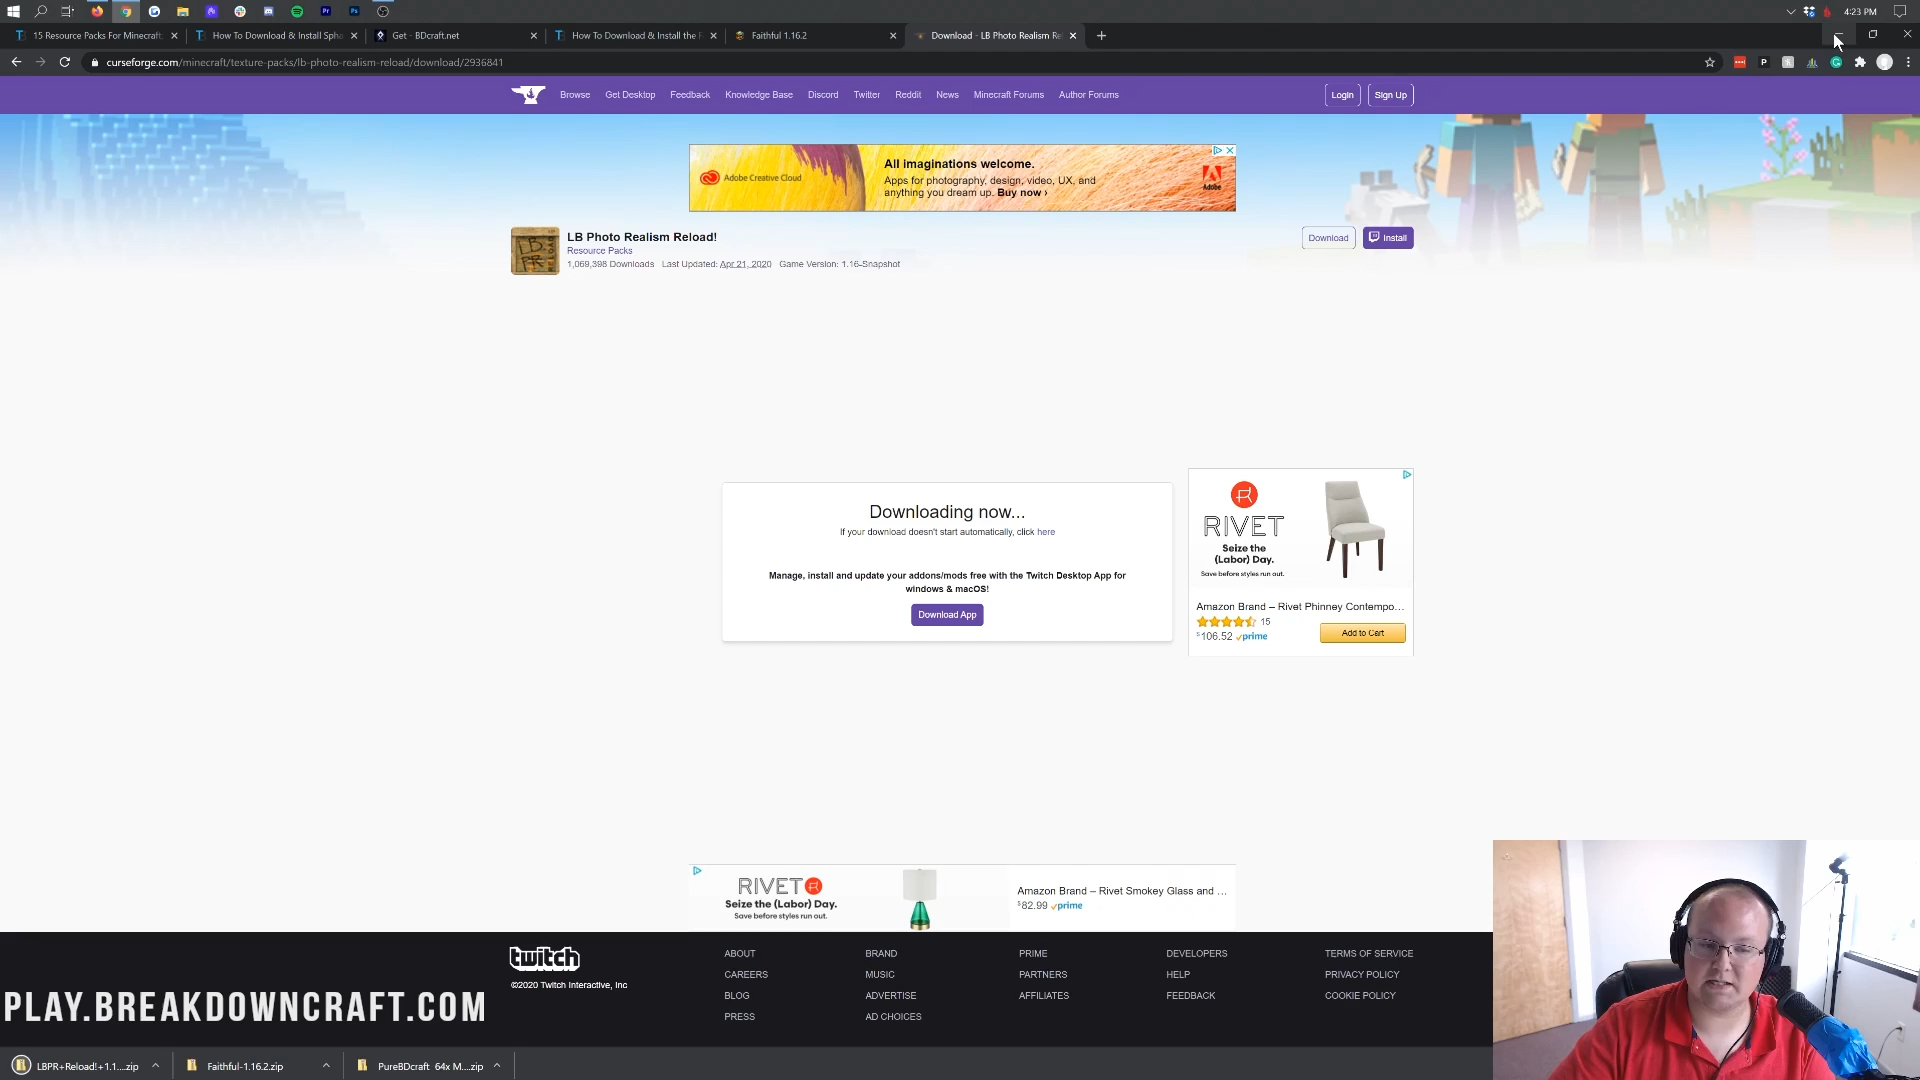 4:23 PM
15 Resource Packs For Minecraft
How To Download & Install Spha
Get - BDcraft.net
How To Download & Install the F
Faithful 1.16.2
Download - LB Photo Realism Re
curseforge.com/minecraft/texture-packs/lb-photo-realism-reload/download/2936841
Browse
Get Desktop
Feedback
Knowledge Base
Discord
Twitter
Reddit
News
Minecraft Forums
Author Forums
Login
Sign Up
Adobe Creative Cloud
All imaginations welcome.
Apps for photography, design, video, UX, and
anything you dream up. Buy now ›
Adobe
LB Photo Realism Reload!
Resource Packs
1,069,398 Downloads Last Updated: Apr 21, 2020 Game Version: 1.16-Snapshot
Download
Install
Downloading now...
If your download doesn't start automatically, click here
Manage, install and update your addons/mods free with the Twitch Desktop App for
windows & macOS!
Download App
RIVET
Seize the
(Labor) Day.
Save before styles run out.
Amazon Brand – Rivet Phinney Contempo...
15
$106.52 prime
Add to Cart
RIVET
Seize the (Labor) Day.
Save before styles run out.
Amazon Brand – Rivet Smokey Glass and ...
$82.99 prime
twitch
©2020 Twitch Interactive, Inc
ABOUT
CAREERS
BLOG
PRESS
BRAND
MUSIC
ADVERTISE
AD CHOICES
PRIME
PARTNERS
AFFILIATES
DEVELOPERS
HELP
FEEDBACK
TERMS OF SERVICE
PRIVACY POLICY
COOKIE POLICY
PLAY.BREAKDOWNCRAFT.COM
LBPR+Reload!+1.1....zip
Faithful-1.16.2.zip
PureBDcraft 64x M....zip